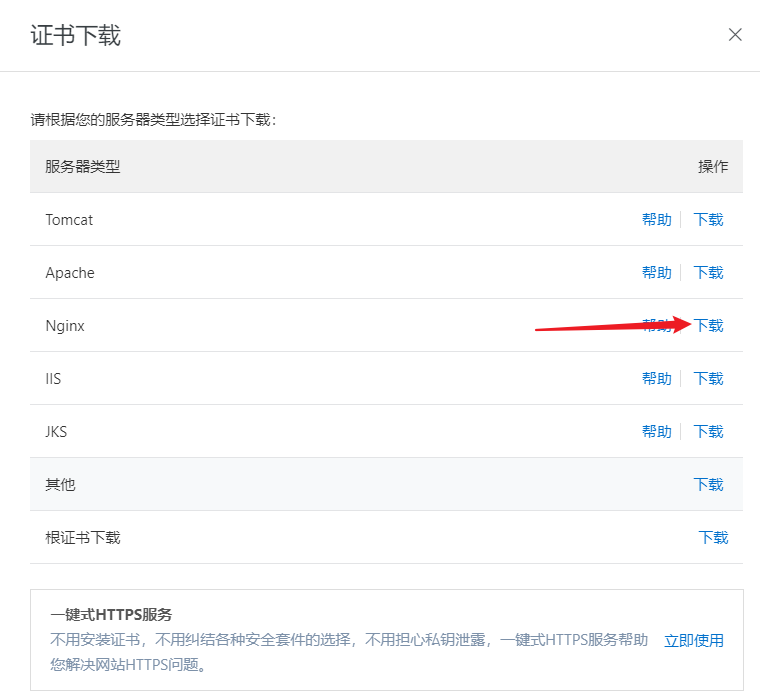 证书下载
请根据您的服务器类型选择证书下载：
服务器类型 操作
Tomcat 帮助 下载
Apache 帮助 下载
Nginx 帮助 下载
IIS 帮助 下载
JKS 帮助 下载
其他 下载
根证书下载 下载
一键式HTTPS服务
不用安装证书，不用纠结各种安全套件的选择，不用担心私钥泄露，一键式HTTPS服务帮助 立即使用
您解决网站HTTPS问题。